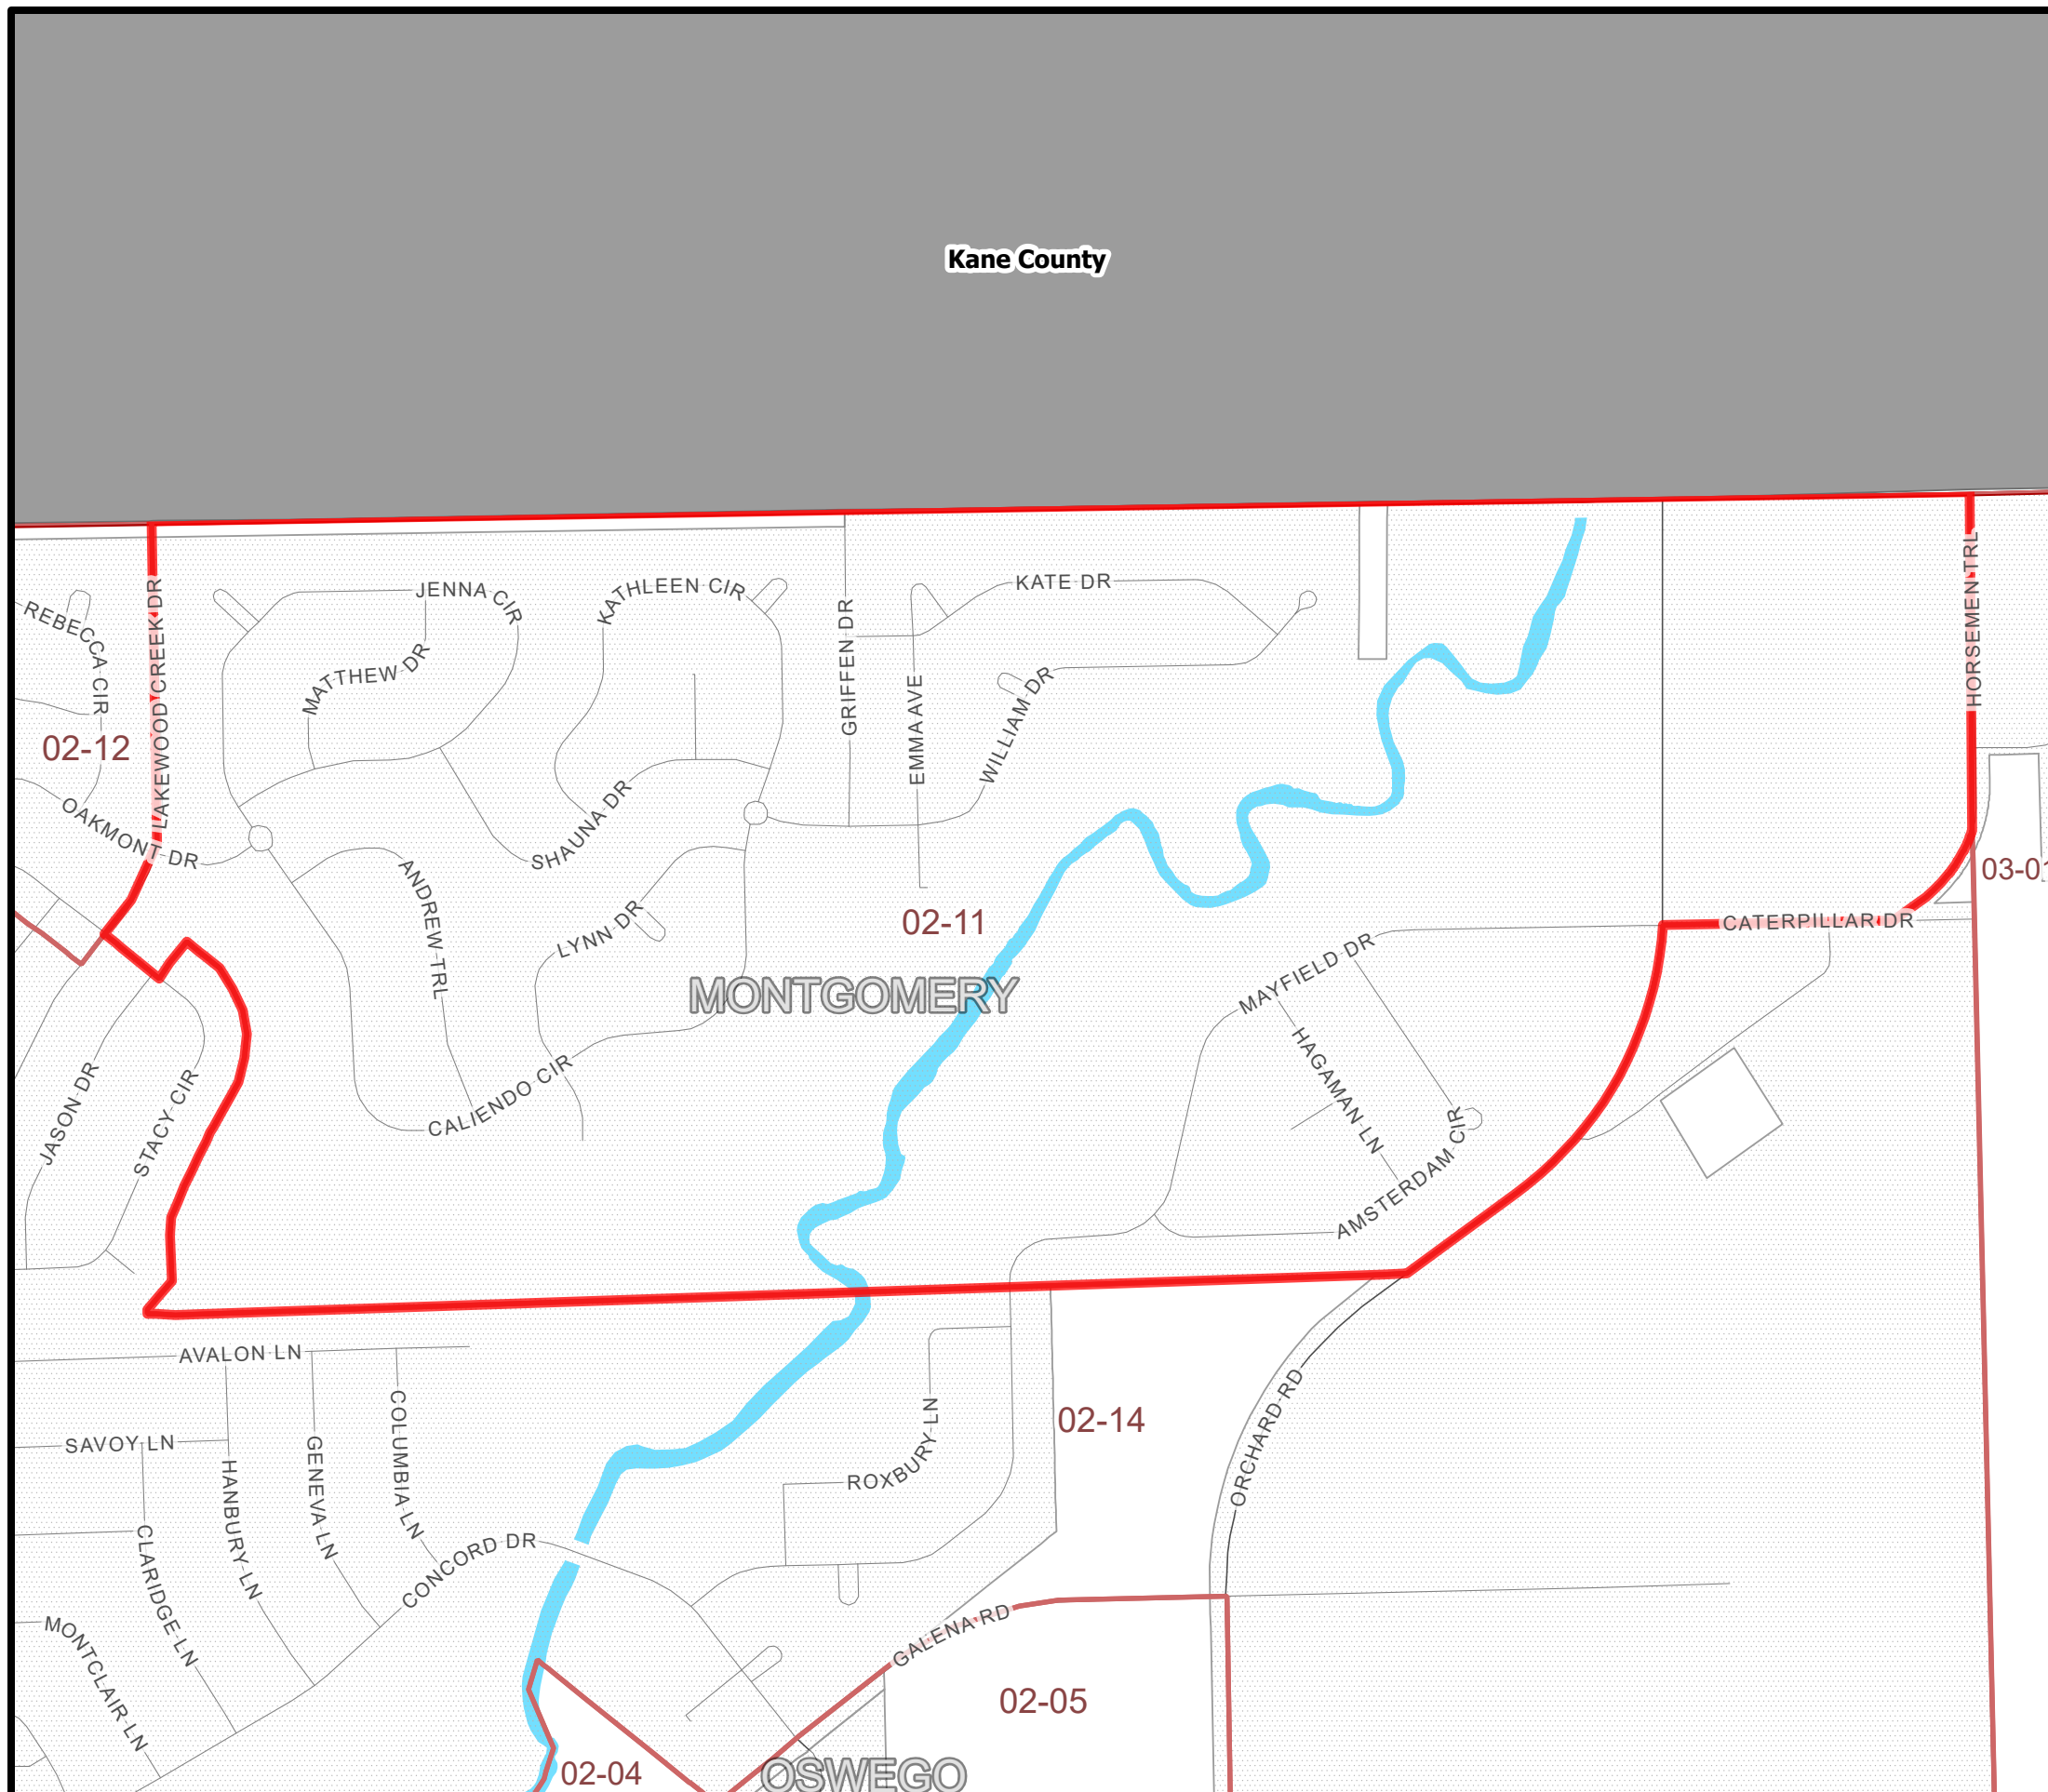 Kane County
JENNA CIR
KATHLEEN CIR
KATE DR
REBECCA CIR
LAKEWOOD CREEK DR
MATTHEW DR
GRIFFEN DR
EMMA AVE
WILLIAM DR
HORSEMEN TRL
02-12
OAKMONT DR
SHAUNA DR
ANDREW TRL
LYNN DR
02-11
CATERPILLAR DR
MAYFIELD DR
MONTGOMERY
HAGAMAN LN
JASON DR
STACY CIR
CALIENDO CIR
AMSTERDAM CIR
AVALON LN
COLUMBIA LN
SAVOY LN
GENEVA LN
HANBURY LN
ROXBURY LN
02-14
ORCHARD RD
CLARIDGE LN
CONCORD DR
MONTCLAIR LN
GALENA RD
02-05
02-04
OSWEGO